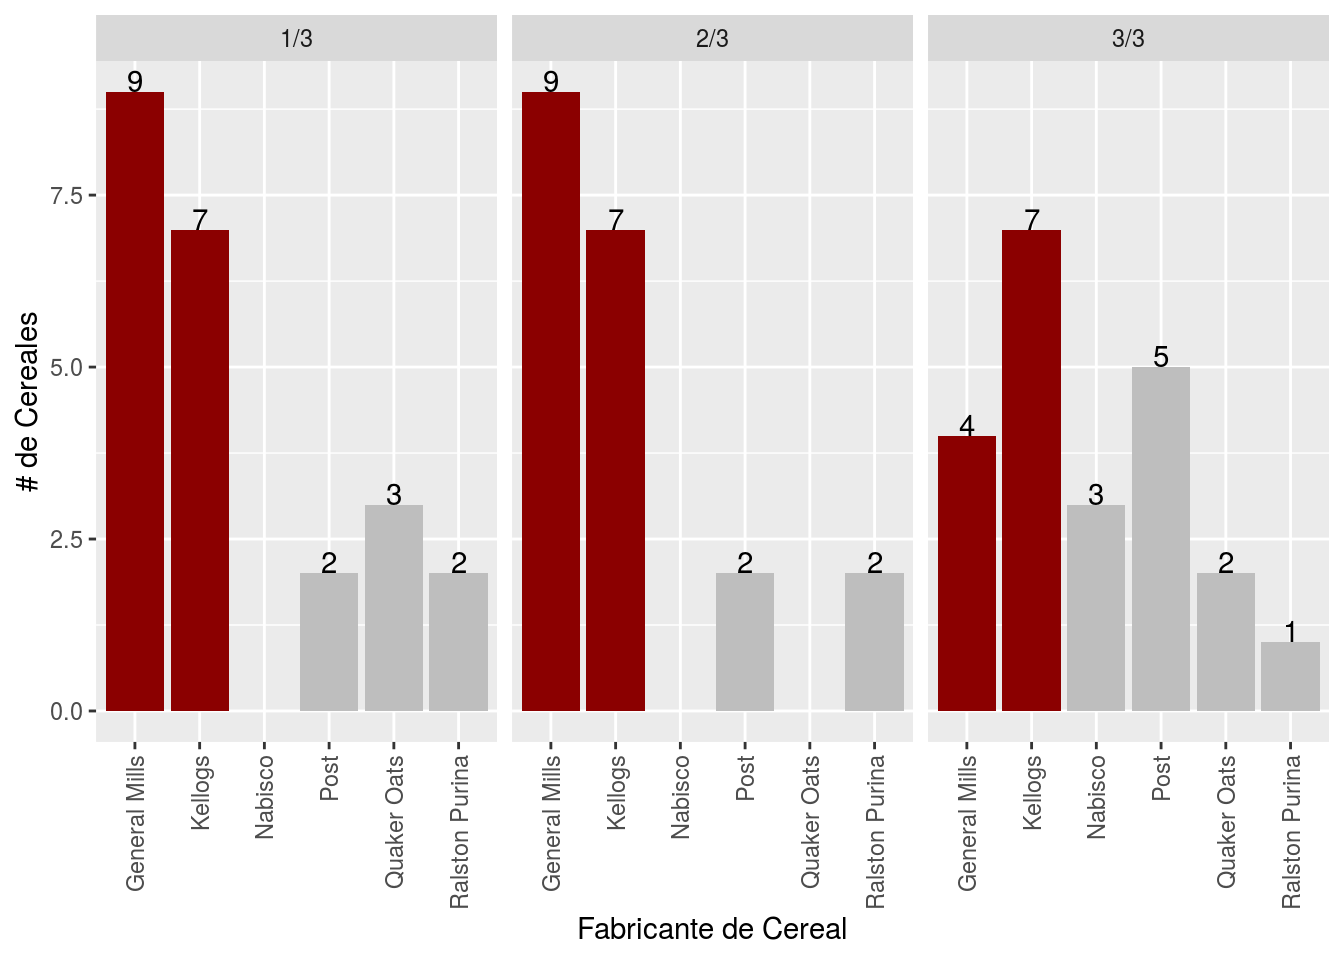 1/3
2/3
3/3
9
7
2
3
2
9
7
2
2
4
7
3
5
2
1
7.5
5.0
2.5
0.0
# de Cereales
General Mills
Kellogs
Nabisco
Post
Quaker Oats
Ralston Purina
General Mills
Kellogs
Nabisco
Post
Quaker Oats
Ralston Purina
General Mills
Kellogs
Nabisco
Post
Quaker Oats
Ralston Purina
Fabricante de Cereal